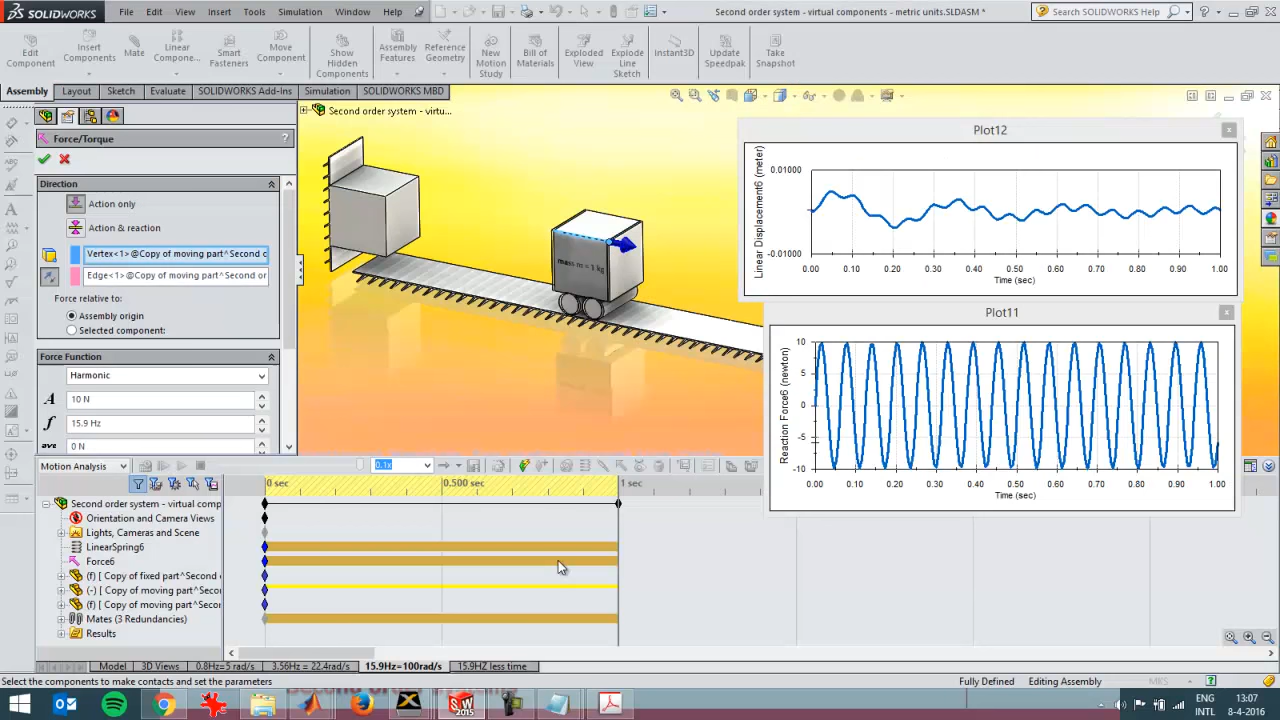 SOLIDWORKS File Edit View Insert Tools Simulation Window Help Second order system - virtual components - metric units.SLDASM * Search SOLIDWORKS Help
Edit Component
Insert Components
Mate
Linear Compone...
Smart Fasteners
Move Component
Show Hidden Components
Assembly Features
Reference Geometry
New Motion Study
Bill of Materials
Exploded View
Explode Line Sketch
Instant3D
Update Speedpak
Take Snapshot
Assembly Layout Sketch Evaluate SOLIDWORKS Add-Ins Simulation SOLIDWORKS MBD
Second order system - virtu...
Force/Torque ?
Direction
Action only
Action & reaction
Vertex<1>@Copy of moving part^Second c
Edge<1>@Copy of moving part^Second or
Force relative to:
Assembly origin
Selected component:
Force Function
Harmonic
A 10 N
f 15.9 Hz
ave 0 N
mass m = 1 kg
Plot12
Linear Displacement6 (meter)
0.01000
0.00
-0.01000
0.00 0.10 0.20 0.30 0.40 0.50 0.60 0.70 0.80 0.90 1.00
Time (sec)
Plot11
Reaction Force6 (newton)
10
5
0
-5
-10
0.00 0.10 0.20 0.30 0.40 0.50 0.60 0.70 0.80 0.90 1.00
Time (sec)
Motion Analysis
0.1x
0 sec 0.500 sec 1 sec
Second order system - virtual comp
Orientation and Camera Views
Lights, Cameras and Scene
LinearSpring6
Force6
(f) [ Copy of fixed part^Second
(-) [ Copy of moving part^Seco
(f) [ Copy of moving part^Seco
Mates (3 Redundancies)
Results
Model 3D Views 0.8Hz=5 rad/s 3.56Hz = 22.4rad/s 15.9Hz=100rad/s 15.9HZ less time
Select the components to make contacts and set the parameters Fully Defined Editing Assembly MKS
ENG 13:07
INTL 8-4-2016